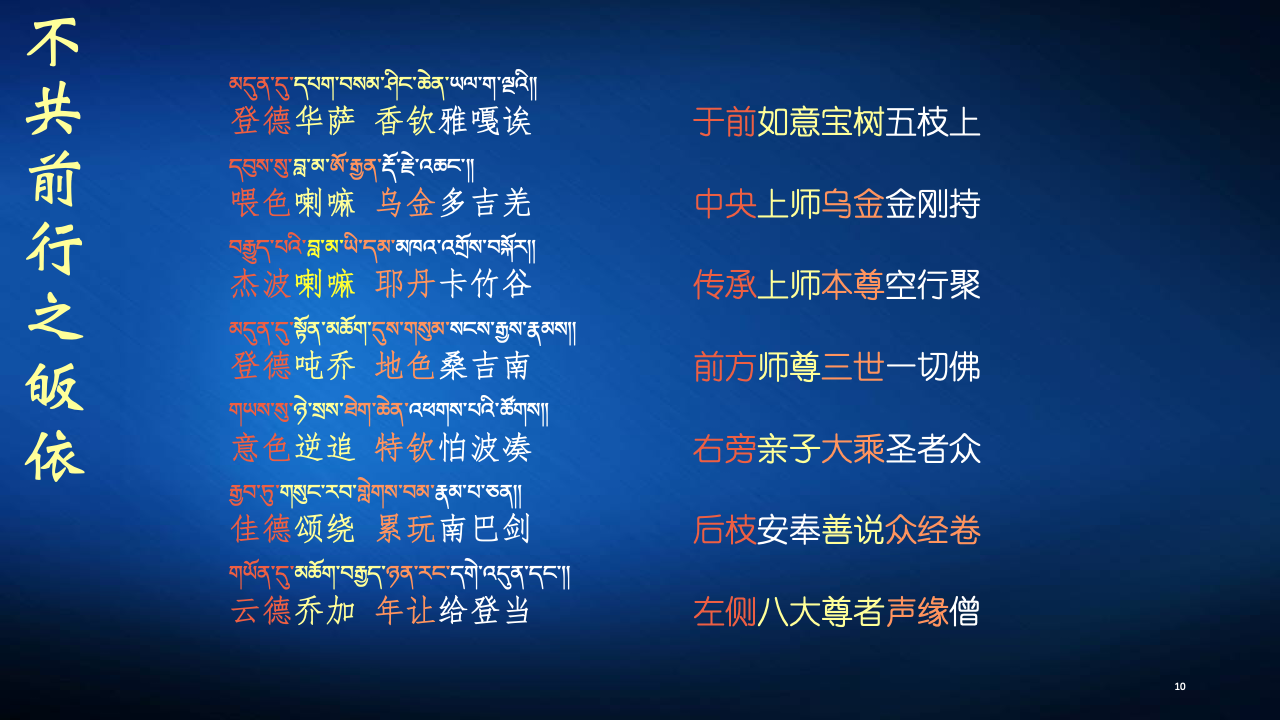 不共前行之皈依
མདུན་དུ་དཔག་བསམ་ཤིང་ཆེན་ཡལ་ག་ལྔའི།།
登德华萨 香钦雅嘎诶
于前如意宝树五枝上
དབུས་སུ་བླ་མ་ཨོ་རྒྱན་རྡོ་རྗེ་འཆང་།།
喂色喇嘛 乌金多吉羌
中央上师乌金金刚持
བརྒྱུད་པའི་བླ་མ་ཡི་དམ་མཁའ་འགྲོས་བསྐོར།།
杰波喇嘛 耶丹卡竹谷
传承上师本尊空行聚
མདུན་དུ་སྟོན་མཆོག་དུས་གསུམ་སངས་རྒྱས་རྣམས།།
登德吨乔 地色桑吉南
前方师尊三世一切佛
གཡས་སུ་ཉེ་སྲས་ཐེག་ཆེན་འཕགས་པའི་ཚོགས།།
意色逆追 特钦怕波凑
右旁亲子大乘圣者众
རྒྱབ་ཏུ་གསུང་རབ་གླེགས་བམ་རྣམ་པ་ཅན།།
佳德颂绕 累玩南巴剑
后枝安奉善说众经卷
གཡོན་དུ་མཆོག་བརྒྱད་ཉན་རང་དགེ་འདུན་དང་།།
云德乔加 年让给登当
左侧八大尊者声缘僧
10